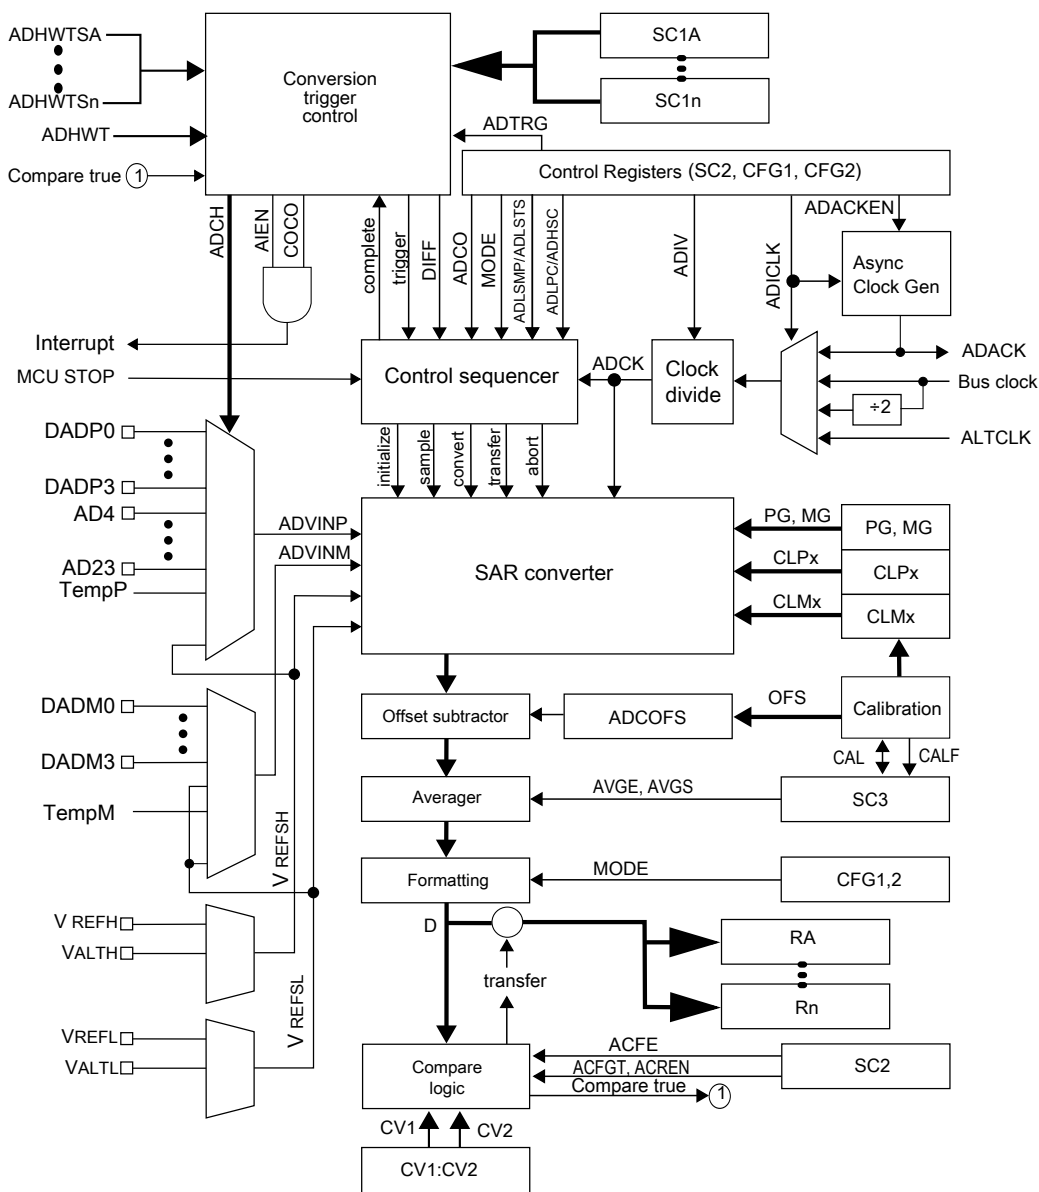 ADHWTSA
ADHWTSn
ADHWT
Compare true 1
Conversion
trigger
control
SC1A
SC1n
ADTRG
Control Registers (SC2, CFG1, CFG2)
ADCH
AIEN
COCO
complete
trigger
DIFF
ADCO
MODE
ADLSMP/ADLSTS
ADLPC/ADHSC
ADIV
ADICLK
ADACKEN
Async
Clock Gen
Interrupt
MCU STOP
Control sequencer
ADCK
Clock
divide
ADACK
Bus clock
÷2
ALTCLK
initialize
sample
convert
transfer
abort
DADP0
DADP3
AD4
AD23
TempP
ADVINP
ADVINM
SAR converter
PG, MG
PG, MG
CLPx
CLPx
CLMx
CLMx
DADM0
DADM3
TempM
Offset subtractor
ADCOFS
OFS
Calibration
CAL
CALF
Averager
AVGE, AVGS
SC3
Formatting
MODE
CFG1,2
V REFSH
V REFSL
V REFH
VALTH
VREFL
VALTL
D
transfer
RA
Rn
Compare
logic
ACFE
ACFGT, ACREN
Compare true
1
SC2
CV1
CV2
CV1:CV2